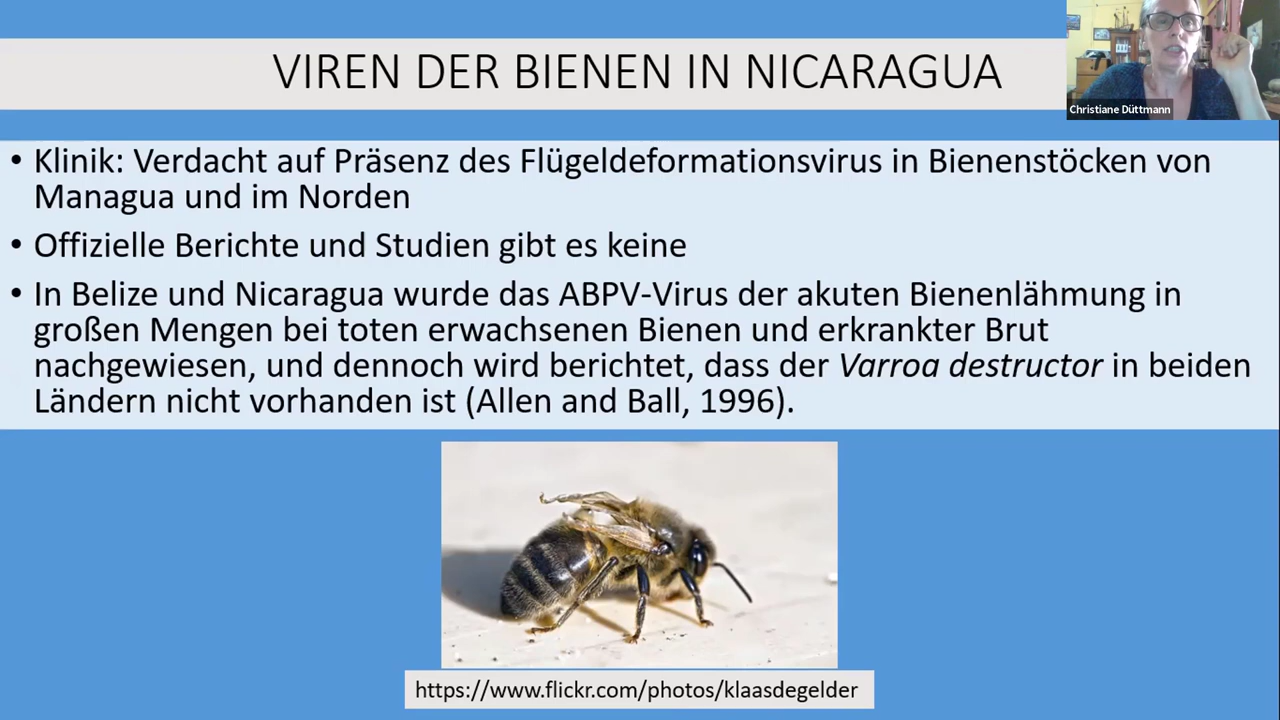 VIREN DER BIENEN IN NICARAGUA
Christiane Düttmann
• Klinik: Verdacht auf Präsenz des Flügeldeformationsvirus in Bienenstöcken von
Managua und im Norden
• Offizielle Berichte und Studien gibt es keine
• In Belize und Nicaragua wurde das ABPV-Virus der akuten Bienenlähmung in
großen Mengen bei toten erwachsenen Bienen und erkrankter Brut
nachgewiesen, und dennoch wird berichtet, dass der Varroa destructor in beiden
Ländern nicht vorhanden ist (Allen and Ball, 1996).
https://www.flickr.com/photos/klaasdegelder